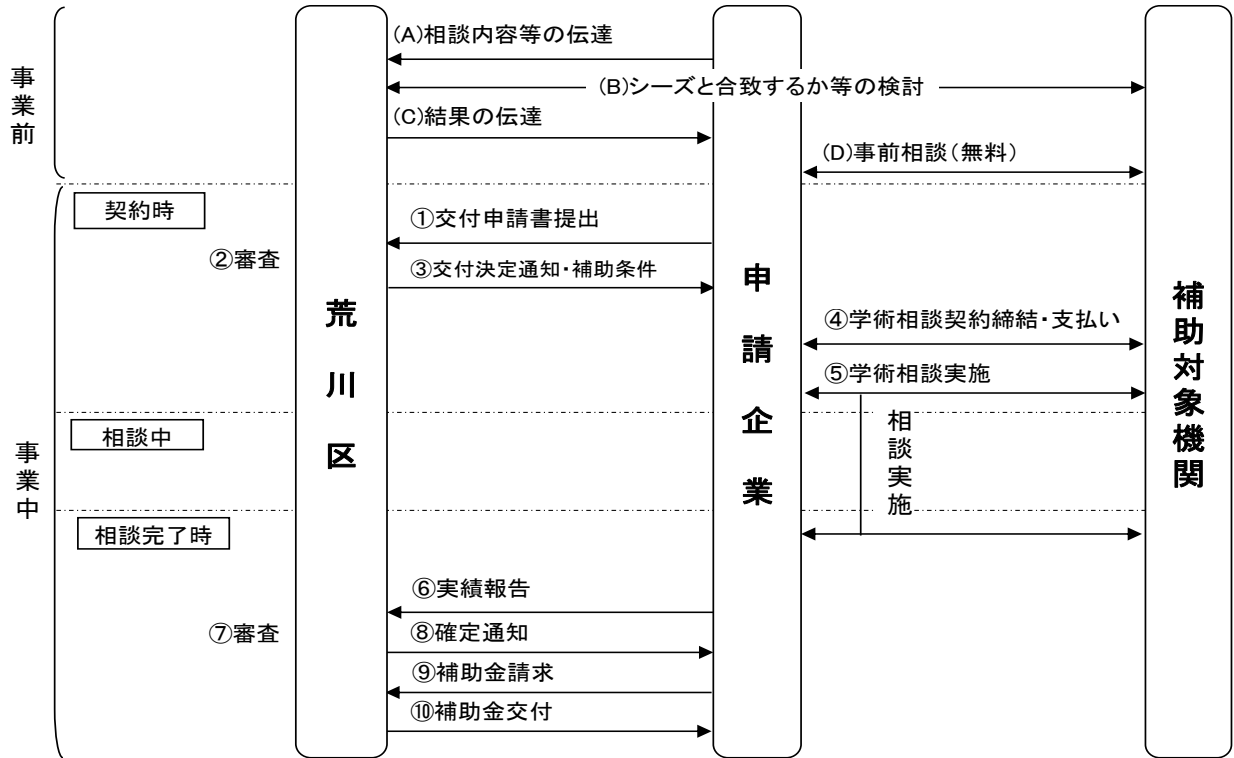 事業前
(A)相談内容等の伝達
(B)シーズと合致するか等の検討
(C)結果の伝達
(D)事前相談（無料）
事業中
契約時
①交付申請書提出
②審査
③交付決定通知・補助条件
荒川区
申請企業
補助対象機関
④学術相談契約締結・支払い
⑤学術相談実施
相談中
相談実施
相談完了時
⑥実績報告
⑦審査
⑧確定通知
⑨補助金請求
⑩補助金交付